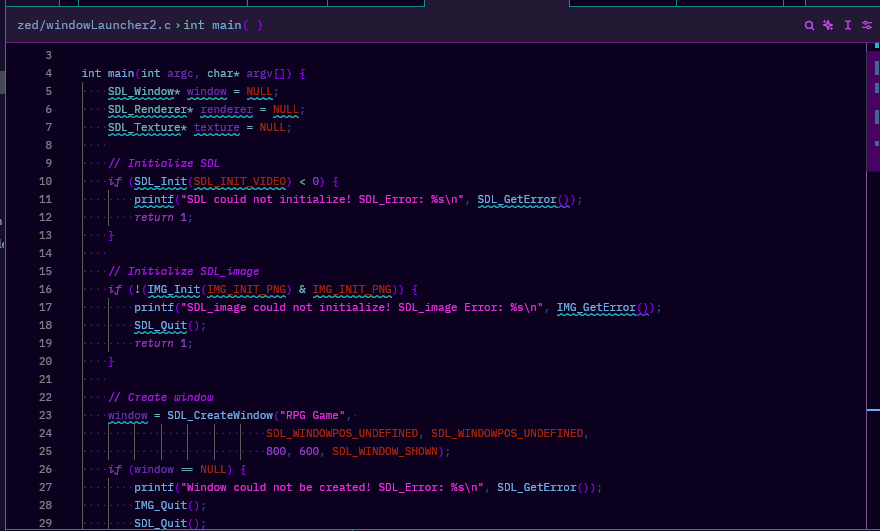 zed/windowLauncher2.c › int main( )
3
4 int main(int argc, char* argv[]) {
5 SDL_Window* window = NULL;
6 SDL_Renderer* renderer = NULL;
7 SDL_Texture* texture = NULL;
8
9 // Initialize SDL
10 if (SDL_Init(SDL_INIT_VIDEO) < 0) {
11 printf("SDL could not initialize! SDL_Error: %s\n", SDL_GetError());
12 return 1;
13 }
14
15 // Initialize SDL_image
16 if (!(IMG_Init(IMG_INIT_PNG) & IMG_INIT_PNG)) {
17 printf("SDL_image could not initialize! SDL_image Error: %s\n", IMG_GetError());
18 SDL_Quit();
19 return 1;
20 }
21
22 // Create window
23 window = SDL_CreateWindow("RPG Game",
24 SDL_WINDOWPOS_UNDEFINED, SDL_WINDOWPOS_UNDEFINED,
25 800, 600, SDL_WINDOW_SHOWN);
26 if (window == NULL) {
27 printf("Window could not be created! SDL_Error: %s\n", SDL_GetError());
28 IMG_Quit();
29 SDL_Quit();